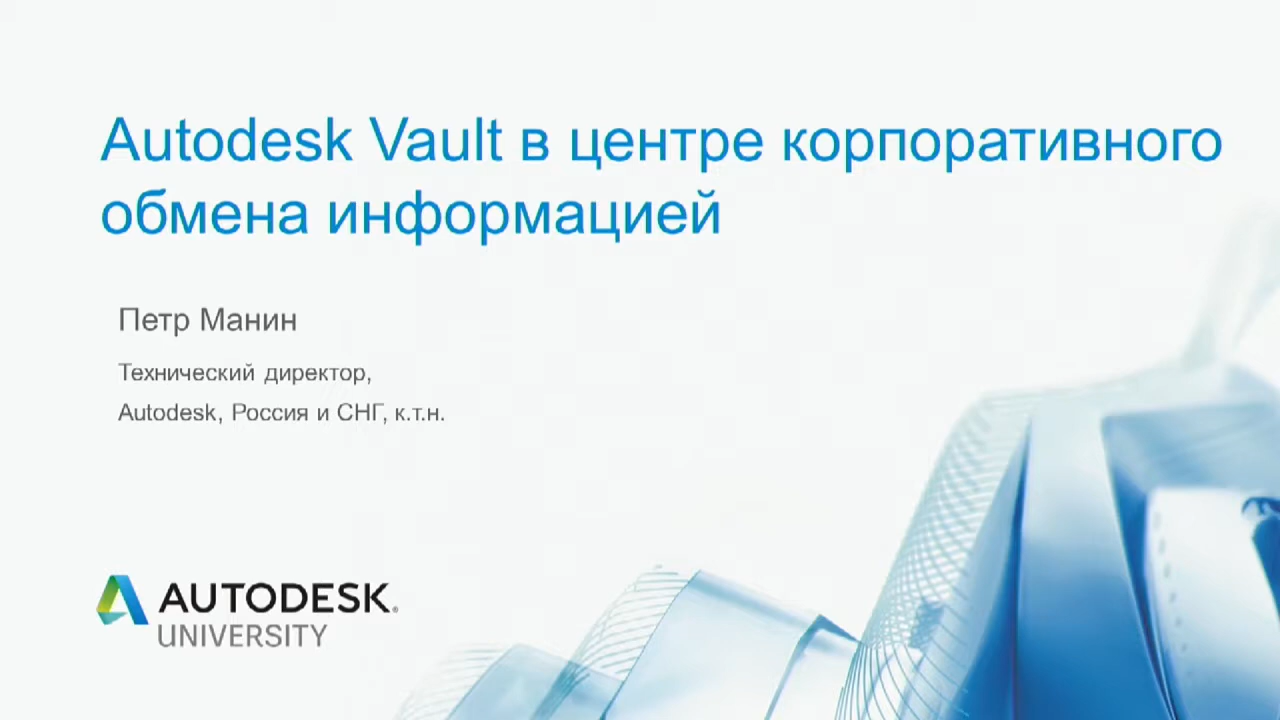 Autodesk Vault в центре корпоративного
обмена информацией
Петр Манин
Технический директор,
Autodesk, Россия и СНГ, к.т.н.
AUTODESK®
UNIVERSITY